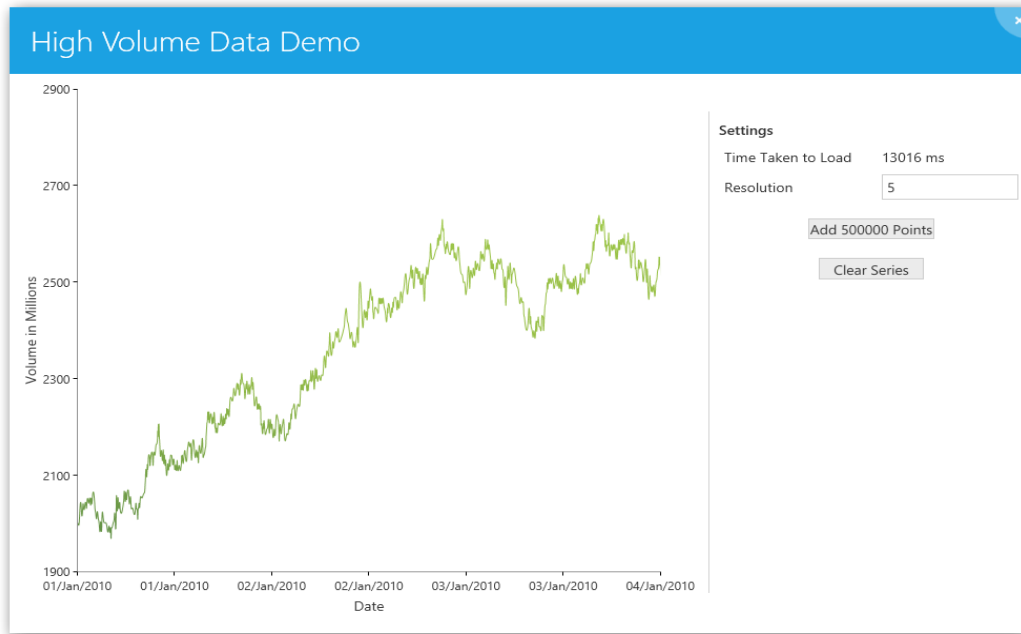 High Volume Data Demo
×
2900
2700
2500
2300
2100
1900
Volume in Millions
01/Jan/2010 01/Jan/2010 02/Jan/2010 02/Jan/2010 03/Jan/2010 03/Jan/2010 04/Jan/2010
Date
Settings
Time Taken to Load 13016 ms
Resolution 5
Add 500000 Points
Clear Series